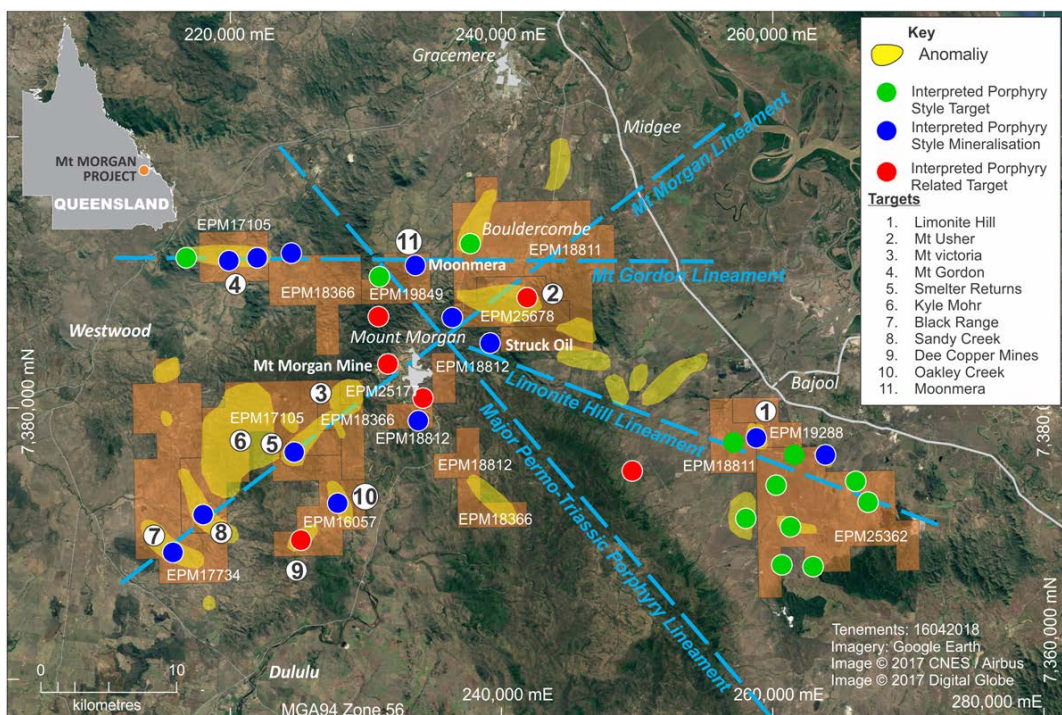 220,000 mE
240,000 mE
260,000 mE
Gracemere
Midgee
Mt MORGAN
PROJECT
QUEENSLAND
Mt Morgan Lineament
EPM17105
Bouldercombe
EPM18811
11
Moonmera
Mt Gordon Lineament
4
EPM18366
EPM19849
2
EPM25678
Westwood
Mount Morgan
Struck Oil
Mt Morgan Mine
EPM18812
Limonite Hill Lineament
Bajool
7,380,000 mN
3
EPM25177
EPM17105
EPM18366
6
5
EPM18812
1
EPM19288
EPM18811
7,380,000 mN
EPM18812
Major Permo-Triassic Porphyry Lineament
10
EPM16057
EPM18366
7
8
EPM25362
9
EPM17734
Key
Anomaliy
Interpreted Porphyry
Style Target
Interpreted Porphyry
Style Mineralisation
Interpreted Porphyry
Related Target
Targets
1. Limonite Hill
2. Mt Usher
3. Mt victoria
4. Mt Gordon
5. Smelter Returns
6. Kyle Mohr
7. Black Range
8. Sandy Creek
9. Dee Copper Mines
10. Oakley Creek
11. Moonmera
Tenements: 16042018
Imagery: Google Earth
Image © 2017 CNES / Airbus
Image © 2017 Digital Globe
7,360,000 mN
0 10
kilometres
Dululu
MGA94 Zone 56
240,000 mE
260,000 mE
280,000 mE